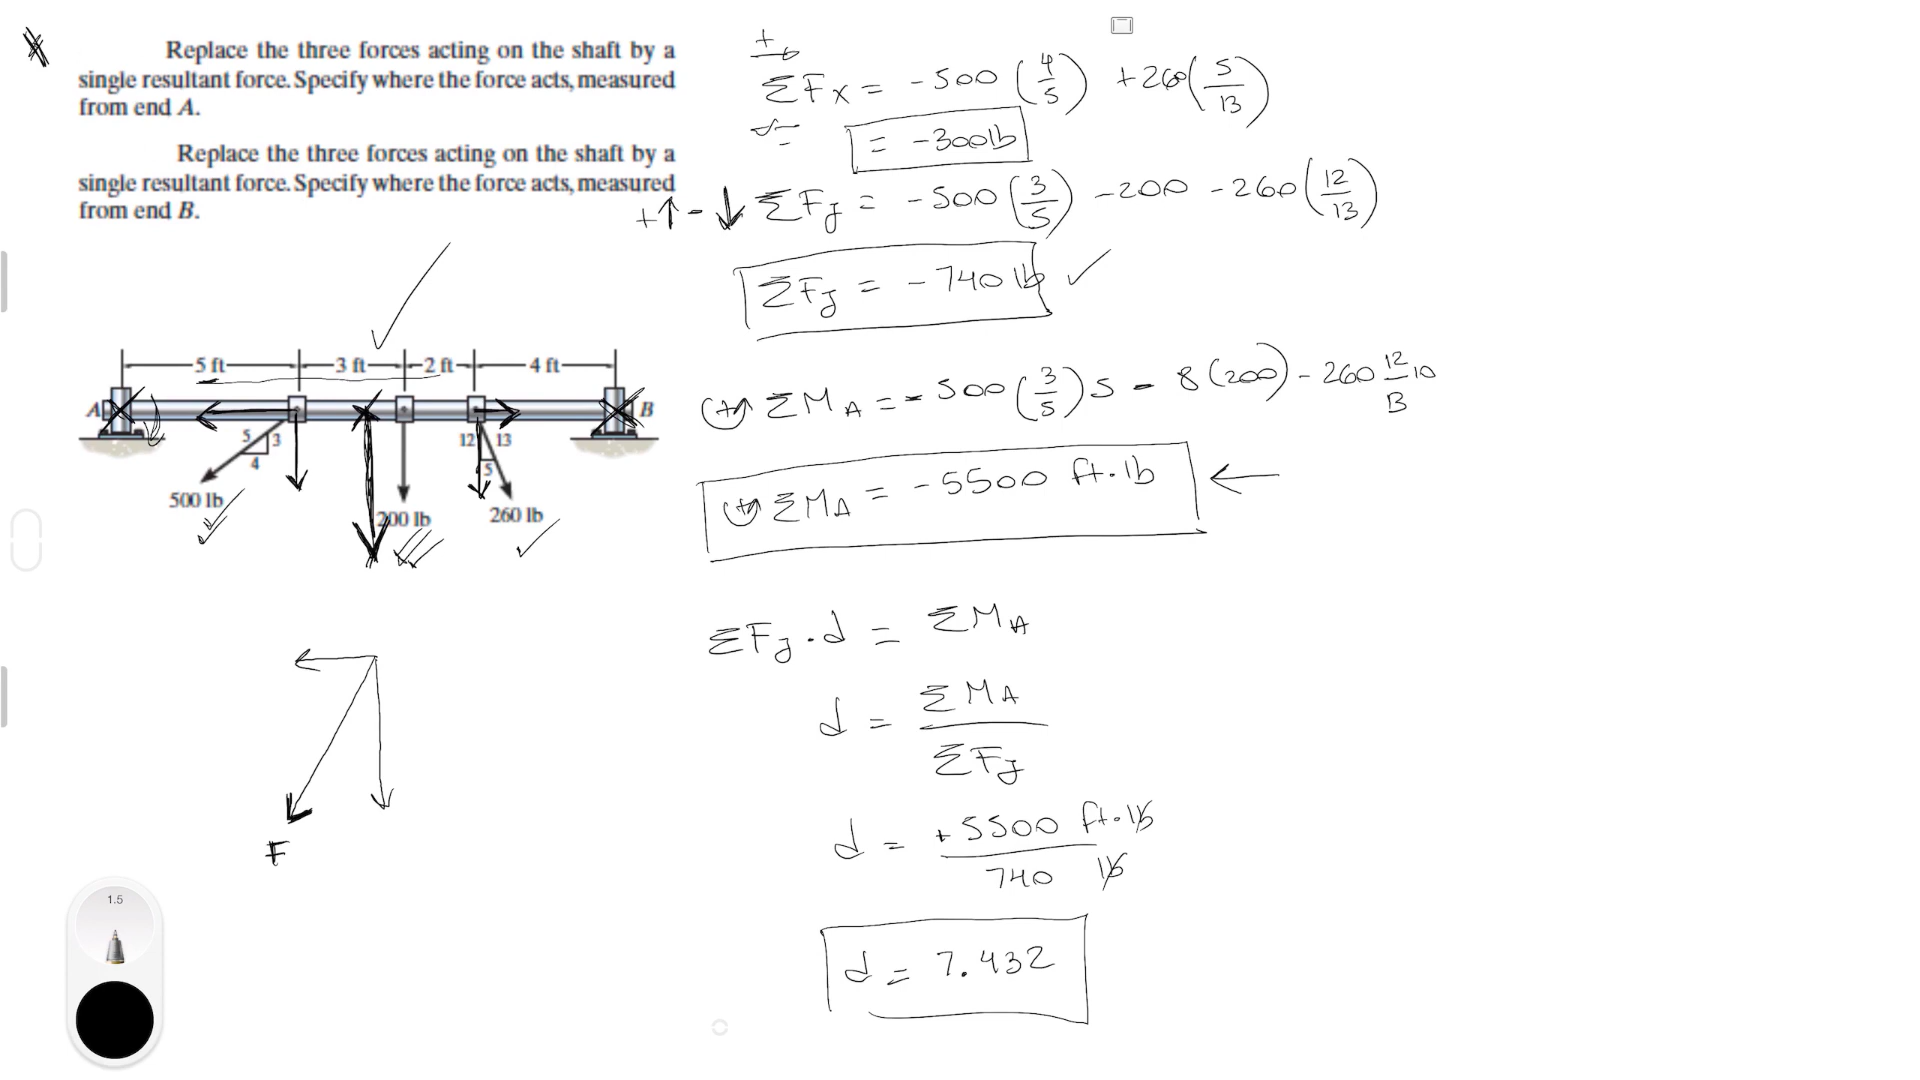 Replace the three forces acting on the shaft by a
single resultant force. Specify where the force acts, measured
from end A.
Replace the three forces acting on the shaft by a
single resultant force. Specify where the force acts, measured
from end B.
5 ft 3 ft 2 ft 4 ft
A B
5 3 12 13
4 5
500 lb 200 lb 260 lb
F
1.5
+
ΣFx = -500 (4/5) +260(5/13)
= -300lb
+↑ - ↓ ΣFy = -500 (3/5) -200 -260(12/13)
ΣFy = -740 lb
+ ΣMA = -500(3/5)5 - 8(200) - 260 12/13 10
+ ΣMA = -5500 ft.lb
ΣFy.d = ΣMA
d = ΣMA/ΣFy
d = +5500 ft.lb/740 lb
d = 7.432